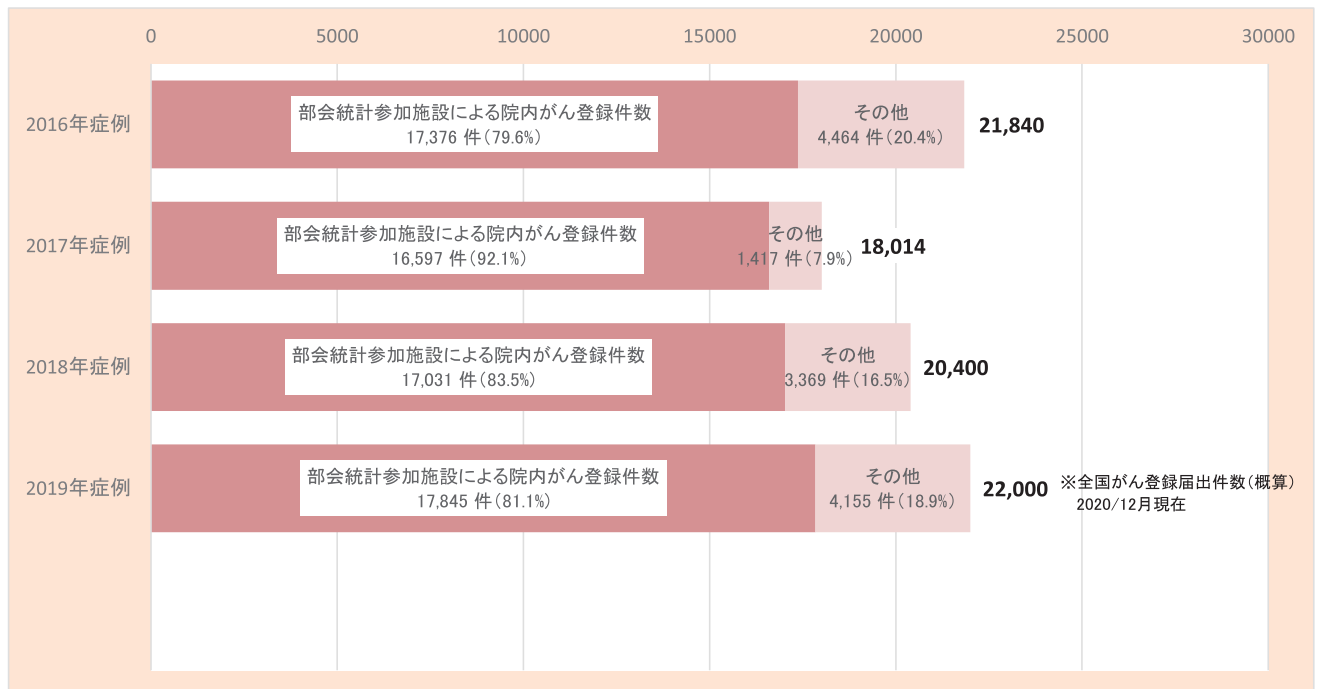 0 5000 10000 15000 20000 25000 30000
2016年症例
部会統計参加施設による院内がん登録件数
17,376 件(79.6%)
その他
4,464 件(20.4%)
21,840
2017年症例
部会統計参加施設による院内がん登録件数
16,597 件(92.1%)
その他
1,417 件(7.9%)
18,014
2018年症例
部会統計参加施設による院内がん登録件数
17,031 件(83.5%)
その他
3,369 件(16.5%)
20,400
2019年症例
部会統計参加施設による院内がん登録件数
17,845 件(81.1%)
その他
4,155 件(18.9%)
22,000
※全国がん登録届出件数(概算)
2020/12月現在